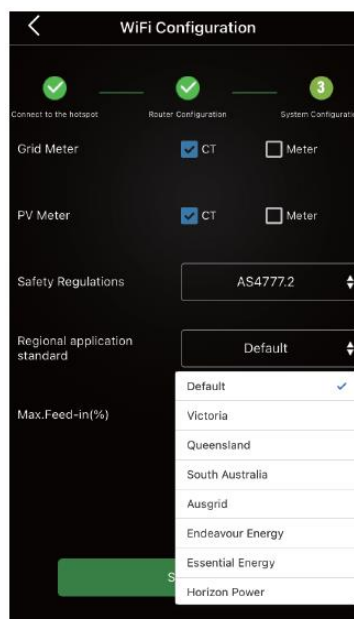 WiFi Configuration
3
Connect to the hotspot Router Configuration System Configuratio
Grid Meter CT Meter
PV Meter CT Meter
Safety Regulations AS4777.2
Regional application
standard
Default
Default
Max.Feed-in(%)
Victoria
Queensland
South Australia
Ausgrid
Endeavour Energy
Essential Energy
S
Horizon Power